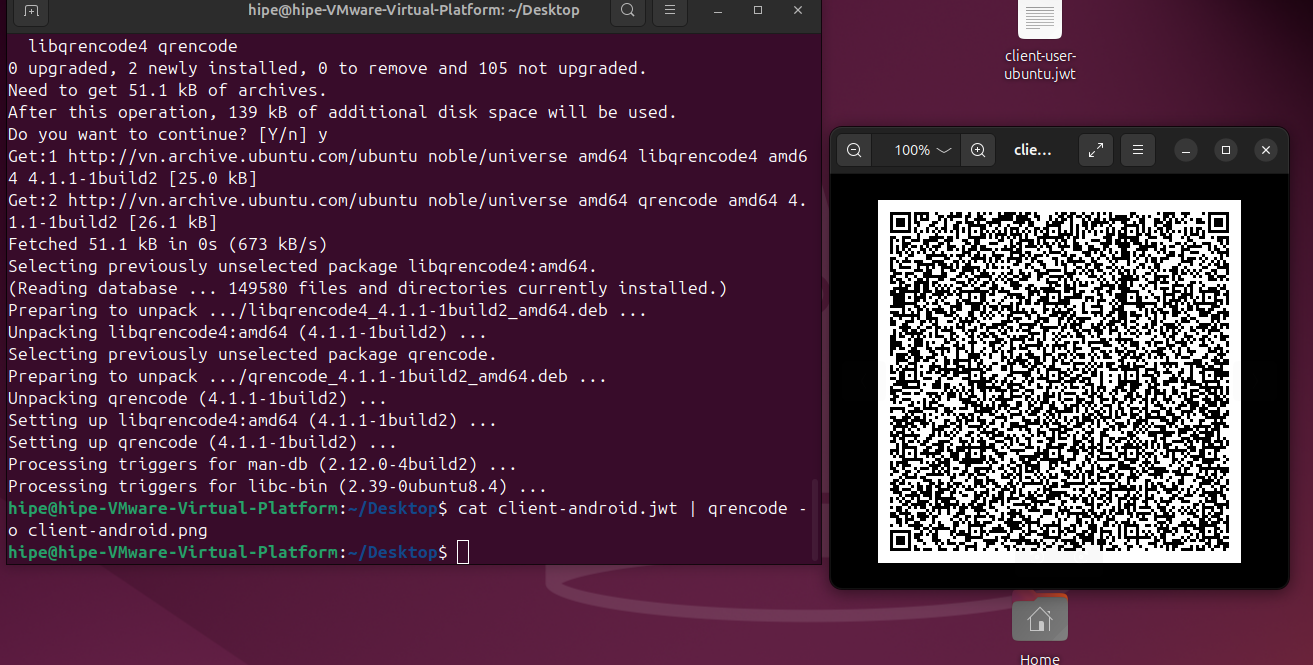 hipe@hipe-VMware-Virtual-Platform: ~/Desktop
libqrencode4 qrencode
0 upgraded, 2 newly installed, 0 to remove and 105 not upgraded.
Need to get 51.1 kB of archives.
After this operation, 139 kB of additional disk space will be used.
Do you want to continue? [Y/n] y
Get:1 http://vn.archive.ubuntu.com/ubuntu noble/universe amd64 libqrencode4 amd6
4 4.1.1-1build2 [25.0 kB]
Get:2 http://vn.archive.ubuntu.com/ubuntu noble/universe amd64 qrencode amd64 4.
1.1-1build2 [26.1 kB]
Fetched 51.1 kB in 0s (673 kB/s)
Selecting previously unselected package libqrencode4:amd64.
(Reading database ... 149580 files and directories currently installed.)
Preparing to unpack .../libqrencode4_4.1.1-1build2_amd64.deb ...
Unpacking libqrencode4:amd64 (4.1.1-1build2) ...
Selecting previously unselected package qrencode.
Preparing to unpack .../qrencode_4.1.1-1build2_amd64.deb ...
Unpacking qrencode (4.1.1-1build2) ...
Setting up libqrencode4:amd64 (4.1.1-1build2) ...
Setting up qrencode (4.1.1-1build2) ...
Processing triggers for man-db (2.12.0-4build2) ...
Processing triggers for libc-bin (2.39-0ubuntu8.4) ...
hipe@hipe-VMware-Virtual-Platform:~/Desktop$ cat client-android.jwt | qrencode -
o client-android.png
hipe@hipe-VMware-Virtual-Platform:~/Desktop$
client-user-
ubuntu.jwt
100%
clie...
Home